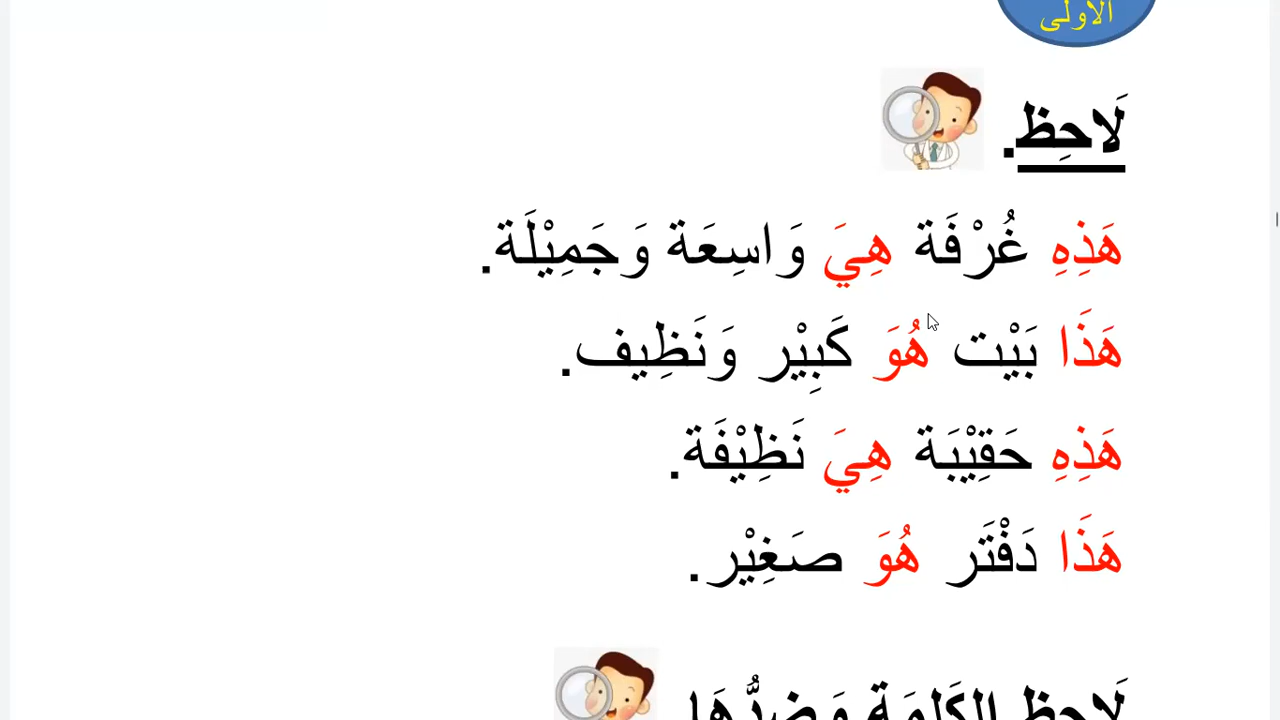 الأولى
لَاحِظ.
هَذِهِ غُرْفَة هِيَ وَاسِعَة وَجَمِيْلَة.
هَذَا بَيْت هُوَ كَبِيْر وَنَظِيف.
هَذِهِ حَقِيْبَة هِيَ نَظِيْفَة.
هَذَا دَفْتَر هُوَ صَغِيْر.
لَاحِظ الكَلِمَة وَضِدُّهَا